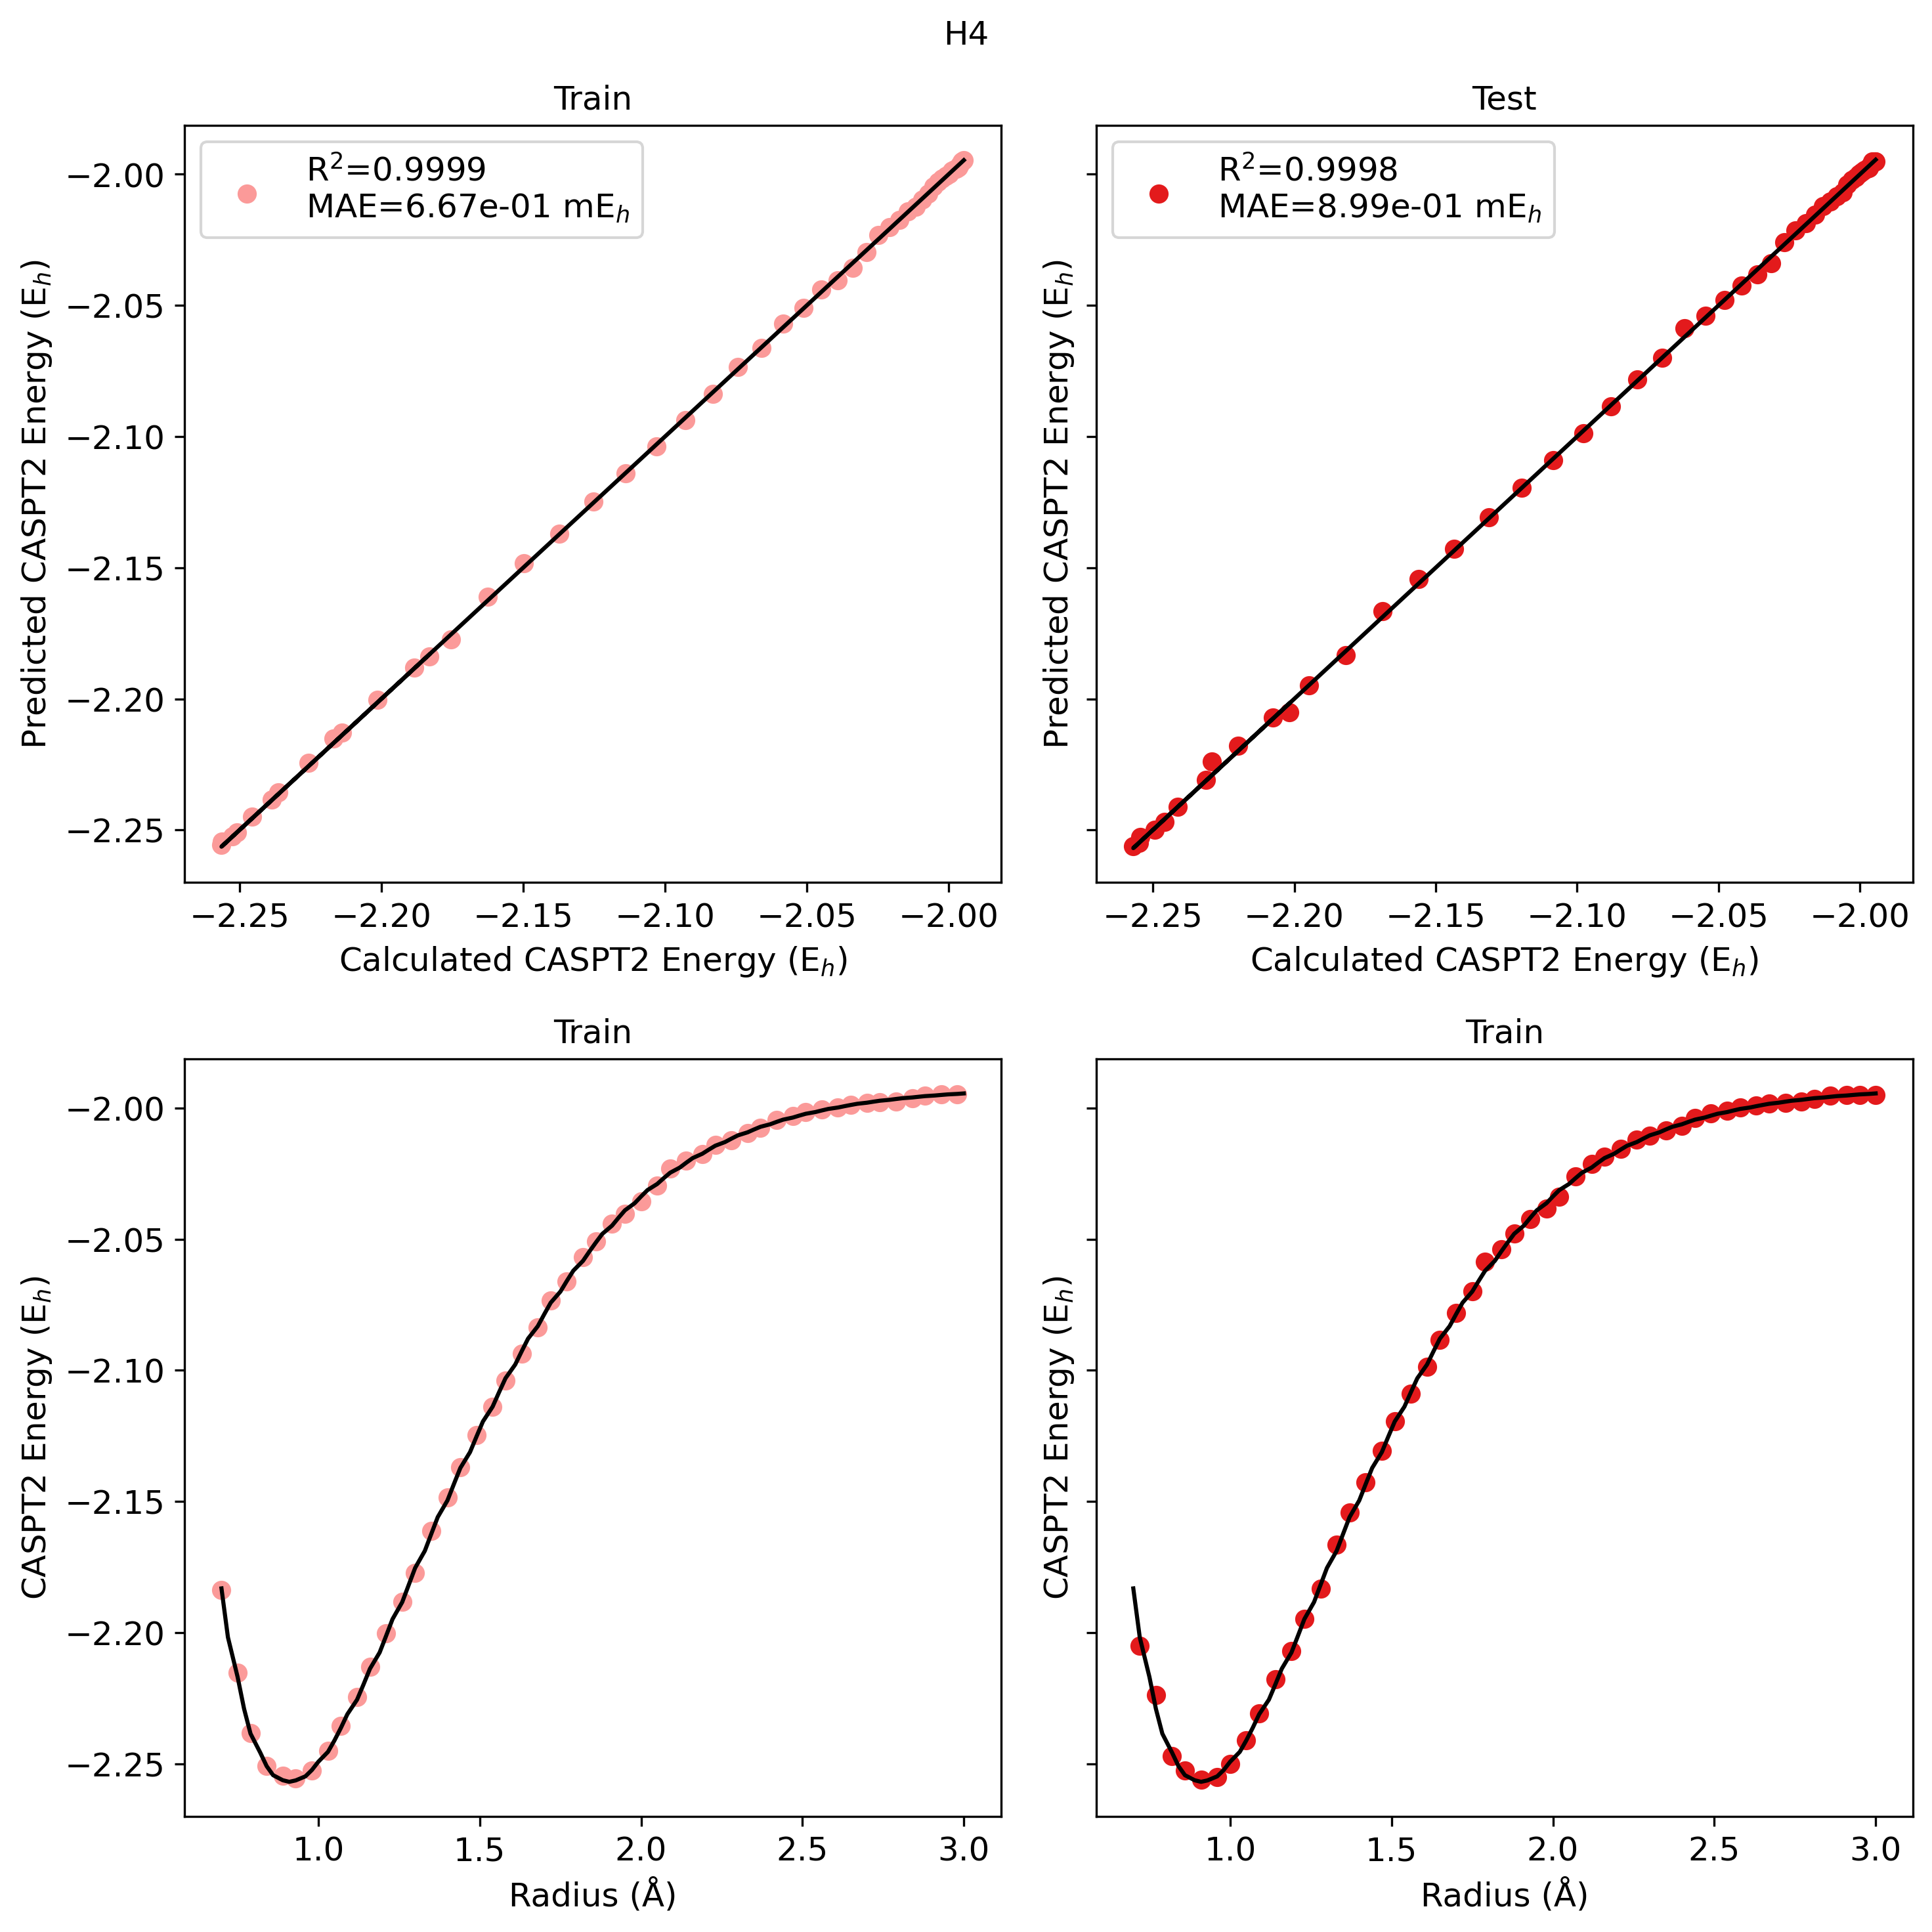 H4
Train
R²=0.9999
MAE=6.67e-01 mEₕ
Predicted CASPT2 Energy (Eₕ)
−2.00
−2.05
−2.10
−2.15
−2.20
−2.25
−2.25 −2.20 −2.15 −2.10 −2.05 −2.00
Calculated CASPT2 Energy (Eₕ)
Test
R²=0.9998
MAE=8.99e-01 mEₕ
Predicted CASPT2 Energy (Eₕ)
−2.25 −2.20 −2.15 −2.10 −2.05 −2.00
Calculated CASPT2 Energy (Eₕ)
Train
CASPT2 Energy (Eₕ)
−2.00
−2.05
−2.10
−2.15
−2.20
−2.25
1.0 1.5 2.0 2.5 3.0
Radius (Å)
Train
CASPT2 Energy (Eₕ)
1.0 1.5 2.0 2.5 3.0
Radius (Å)